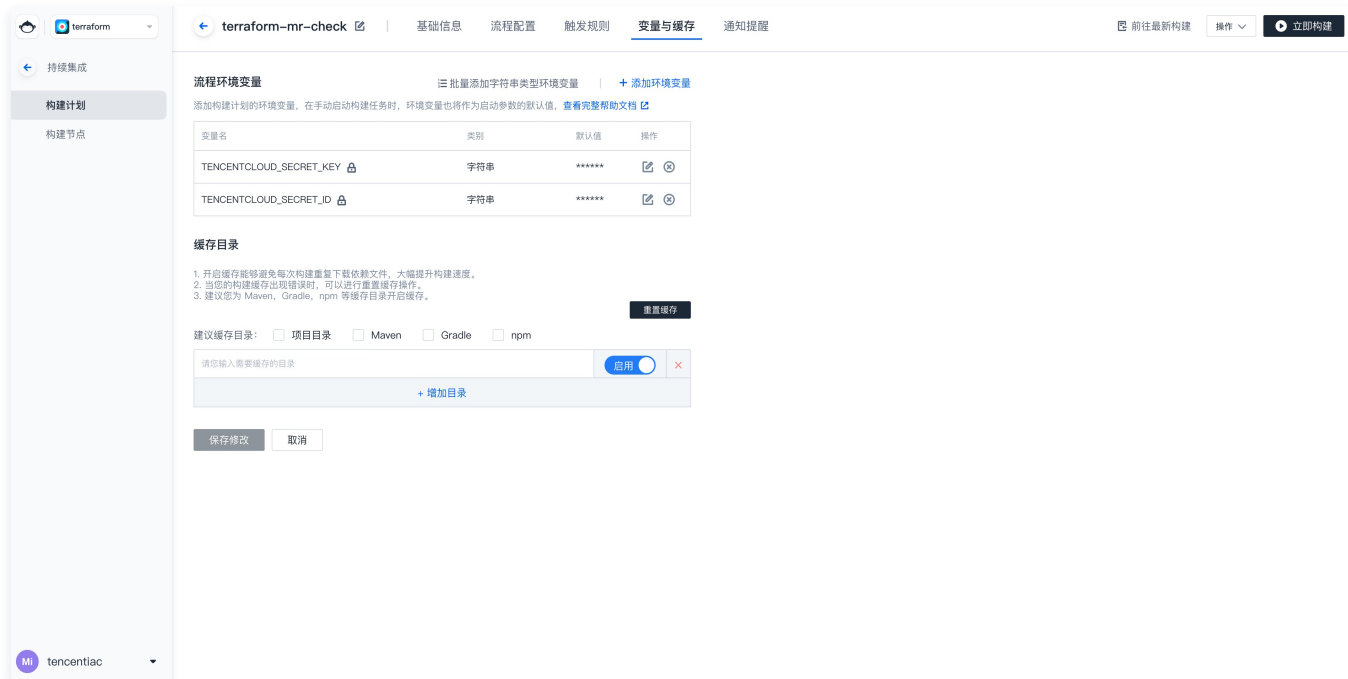 terraform
terraform-mr-check
基础信息
流程配置
触发规则
变量与缓存
通知提醒
前往最新构建
操作
立即构建
持续集成
构建计划
构建节点
流程环境变量
批量添加字符串类型环境变量
+ 添加环境变量
添加构建计划的环境变量，在手动启动构建任务时，环境变量也将作为启动参数的默认值，查看完整帮助文档
变量名 类别 默认值 操作
TENCENTCLOUD_SECRET_KEY 字符串 ******
TENCENTCLOUD_SECRET_ID 字符串 ******
缓存目录
1. 开启缓存能够避免每次构建重复下载依赖文件，大幅提升构建速度。
2. 当您的构建缓存出现错误时，可以进行重置缓存操作。
3. 建议您为 Maven，Gradle，npm 等缓存目录开启缓存。
重置缓存
建议缓存目录： 项目目录 Maven Gradle npm
请您输入需要缓存的目录
启用
+ 增加目录
保存修改
取消
Mi
tencentiac